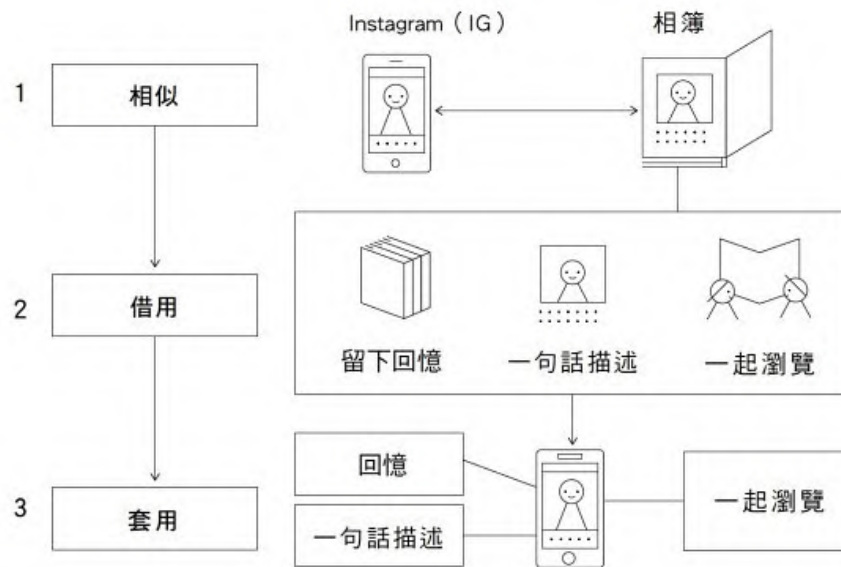 Instagram（IG）
相簿
1
相似
2
借用
留下回憶
一句話描述
一起瀏覽
3
套用
回憶
一句話描述
一起瀏覽